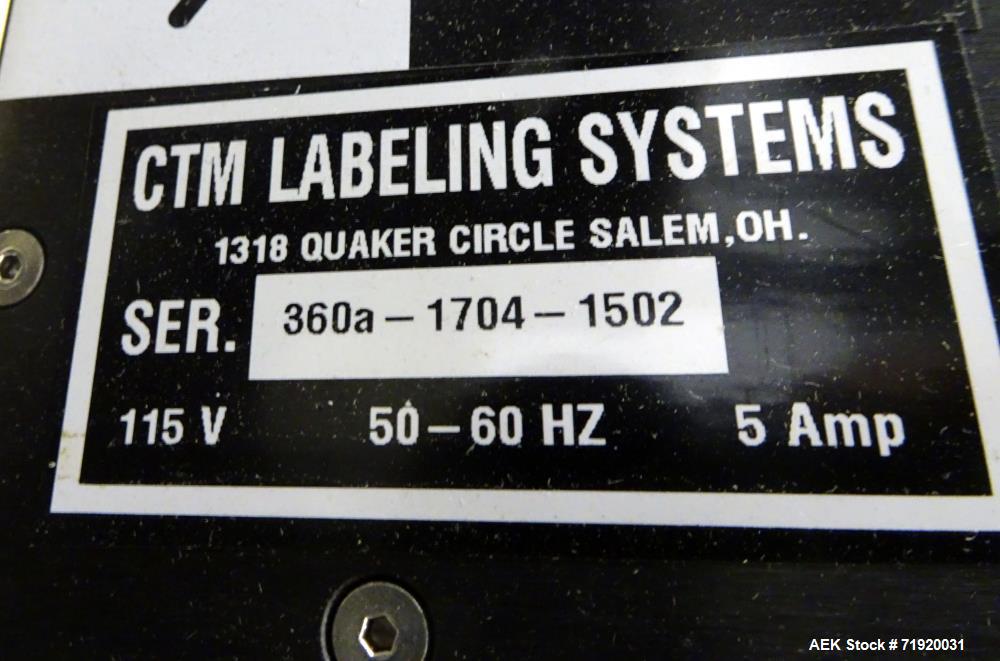 CTM LABELING SYSTEMS
1318 QUAKER CIRCLE SALEM,OH.
SER. 360a-1704-1502
115 V 50-60 HZ 5 Amp
AEK Stock #71920031